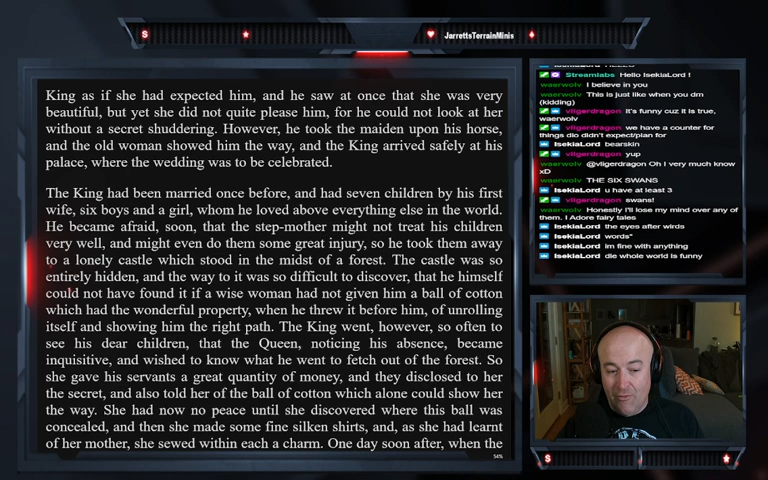 JarrettsTerrainMinis
King as if she had expected him, and he saw at once that she was very
beautiful, but yet she did not quite please him, for he could not look at her
without a secret shuddering. However, he took the maiden upon his horse,
and the old woman showed him the way, and the King arrived safely at his
palace, where the wedding was to be celebrated.
The King had been married once before, and had seven children by his first
wife, six boys and a girl, whom he loved above everything else in the world.
He became afraid, soon, that the step-mother might not treat his children
very well, and might even do them some great injury, so he took them away
to a lonely castle which stood in the midst of a forest. The castle was so
entirely hidden, and the way to it was so difficult to discover, that he himself
could not have found it if a wise woman had not given him a ball of cotton
which had the wonderful property, when he threw it before him, of unrolling
itself and showing him the right path. The King went, however, so often to
see his dear children, that the Queen, noticing his absence, became
inquisitive, and wished to know what he went to fetch out of the forest. So
she gave his servants a great quantity of money, and they disclosed to her
the secret, and also told her of the ball of cotton which alone could show her
the way. She had now no peace until she discovered where this ball was
concealed, and then she made some fine silken shirts, and, as she had learnt
of her mother, she sewed within each a charm. One day soon after, when the
54%
Streamlabs Hello IsekiaLord !
waerwolv I believe in you
waerwolv This is just like when you dm
(kidding)
vligerdragon it's funny cuz it is true,
waerwolv
vligerdragon we have a counter for
things dio didn't expect/plan for
IsekiaLord bearskin
vligerdragon yup
waerwolv @vligerdragon Oh I very much know
xD
waerwolv THE SIX SWANS
IsekiaLord u have at least 3
vligerdragon swans!
waerwolv Honestly I'll lose my mind over any
of them. I Adore fairy tales
IsekiaLord the eyes after wirds
IsekiaLord words*
IsekiaLord im fine with anything
IsekiaLord die whole world is funny